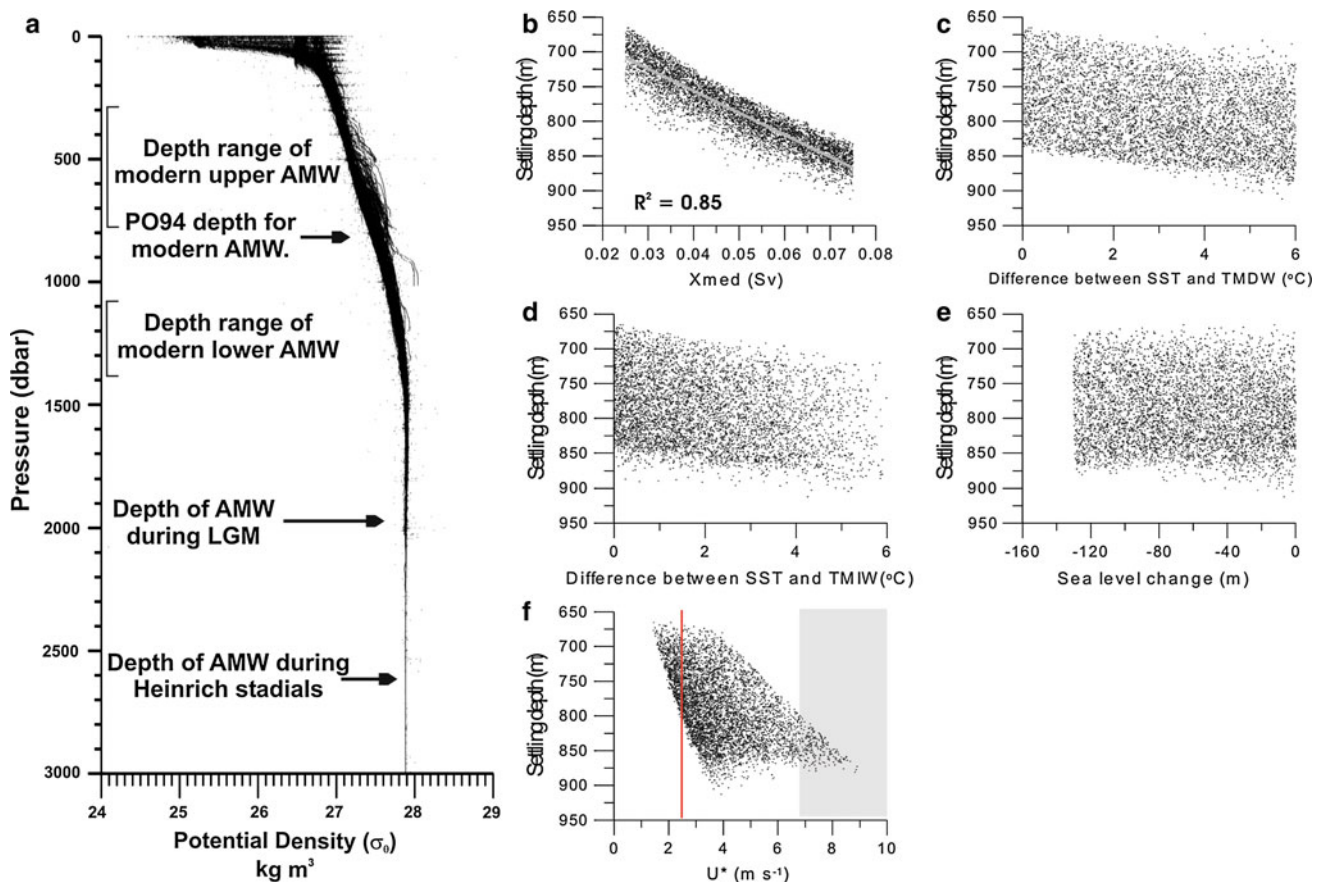 a
0
500
1000
1500
2000
2500
3000
Pressure (dbar)
Depth range of
modern upper AMW
PO94 depth for
modern AMW.
Depth range of
modern lower AMW
Depth of AMW
during LGM
Depth of AMW during
Heinrich stadials
24 25 26 27 28 29
Potential Density (σ₀)
kg m³
b
650
700
750
800
850
900
950
Settling depth (m)
R² = 0.85
0.02 0.03 0.04 0.05 0.06 0.07 0.08
Xmed (Sv)
c
650
700
750
800
850
900
950
Settling depth (m)
0 2 4 6
Difference between SST and TMDW (ºC)
d
650
700
750
800
850
900
950
Settling depth (m)
0 2 4 6
Difference between SST and TMIW (ºC)
e
650
700
750
800
850
900
950
Settling depth (m)
-160 -120 -80 -40 0
Sea level change (m)
f
650
700
750
800
850
900
950
Settling depth (m)
0 2 4 6 8 10
U* (m s⁻¹)